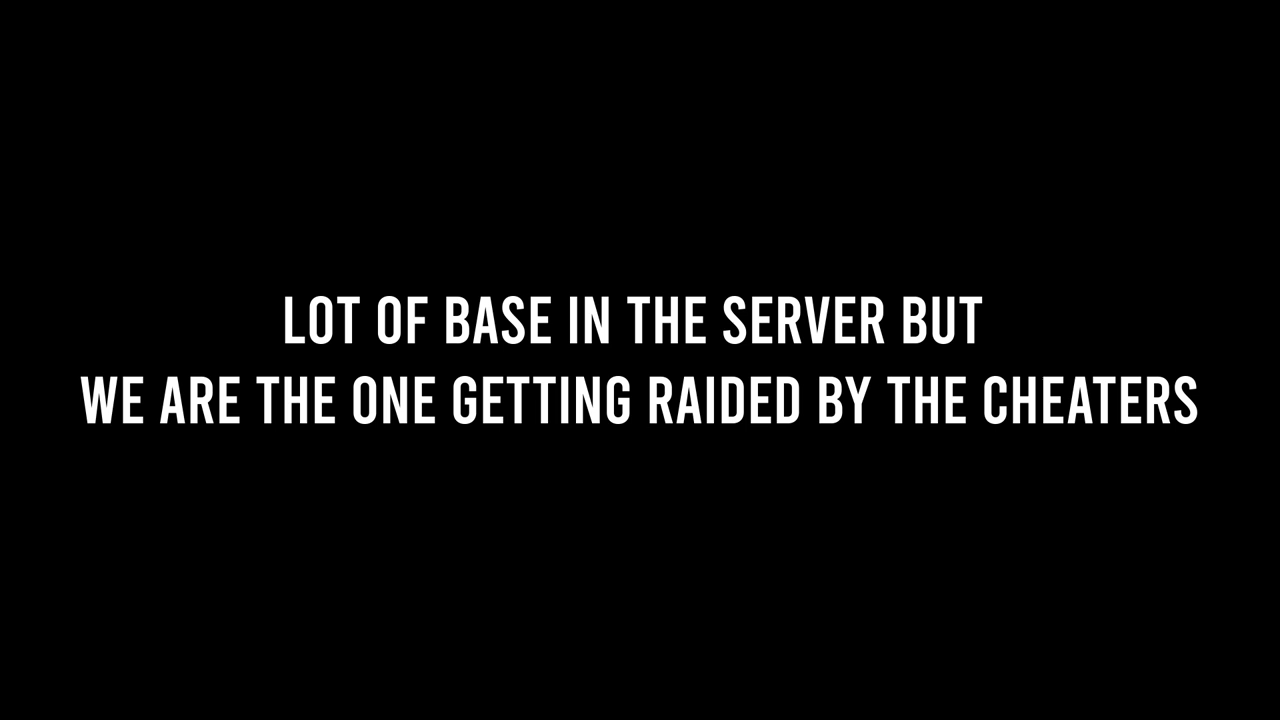 LOT OF BASE IN THE SERVER BUT
WE ARE THE ONE GETTING RAIDED BY THE CHEATERS